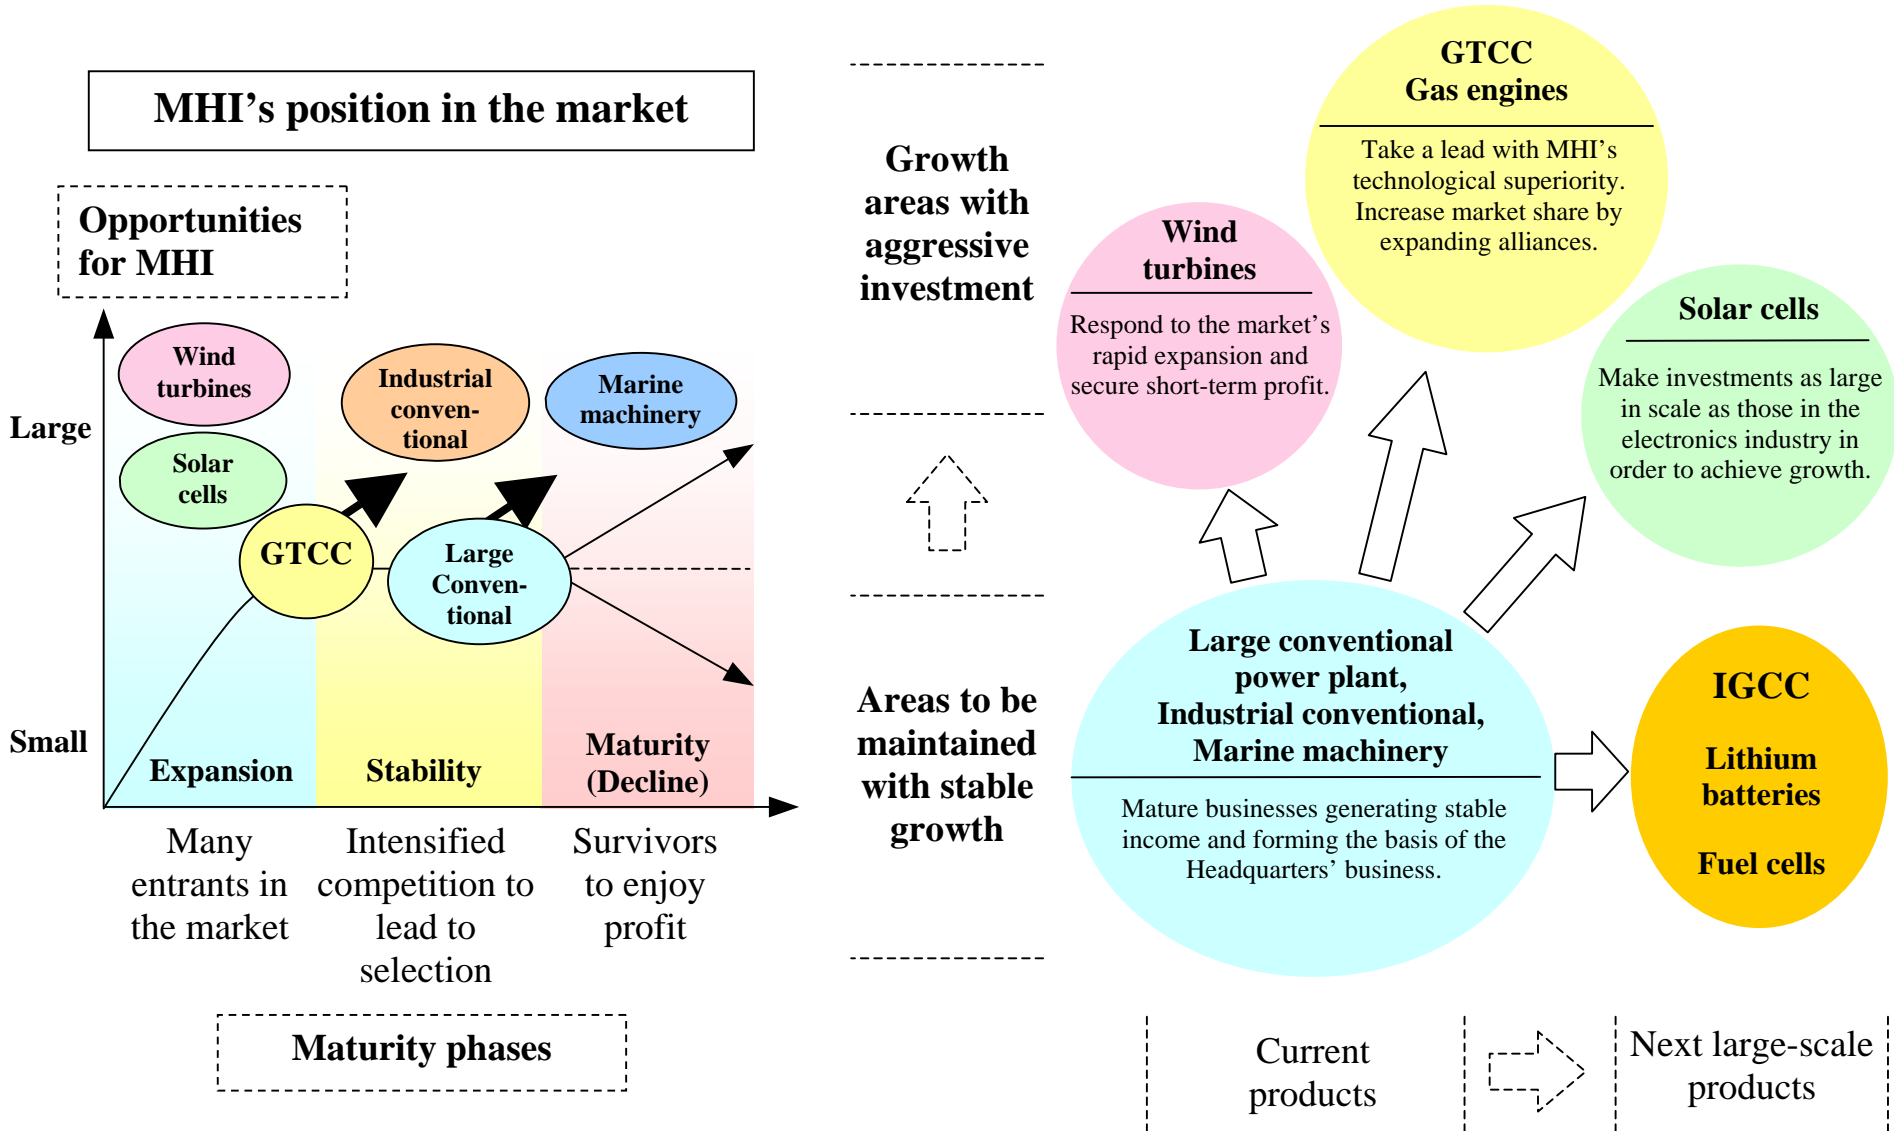 MHI’s position in the market
Opportunities
for MHI
Large
Small
Wind
turbines
Solar
cells
GTCC
Industrial
conven-
tional
Large
Conven-
tional
Marine
machinery
Expansion
Stability
Maturity
(Decline)
Many
entrants in
the market
Intensified
competition to
lead to
selection
Survivors
to enjoy
profit
Maturity phases
Growth
areas with
aggressive
investment
Areas to be
maintained
with stable
growth
Wind
turbines
Respond to the market’s
rapid expansion and
secure short-term profit.
GTCC
Gas engines
Take a lead with MHI’s
technological superiority.
Increase market share by
expanding alliances.
Solar cells
Make investments as large
in scale as those in the
electronics industry in
order to achieve growth.
Large conventional
power plant,
Industrial conventional,
Marine machinery
Mature businesses generating stable
income and forming the basis of the
Headquarters’ business.
IGCC
Lithium
batteries
Fuel cells
Current
products
Next large-scale
products